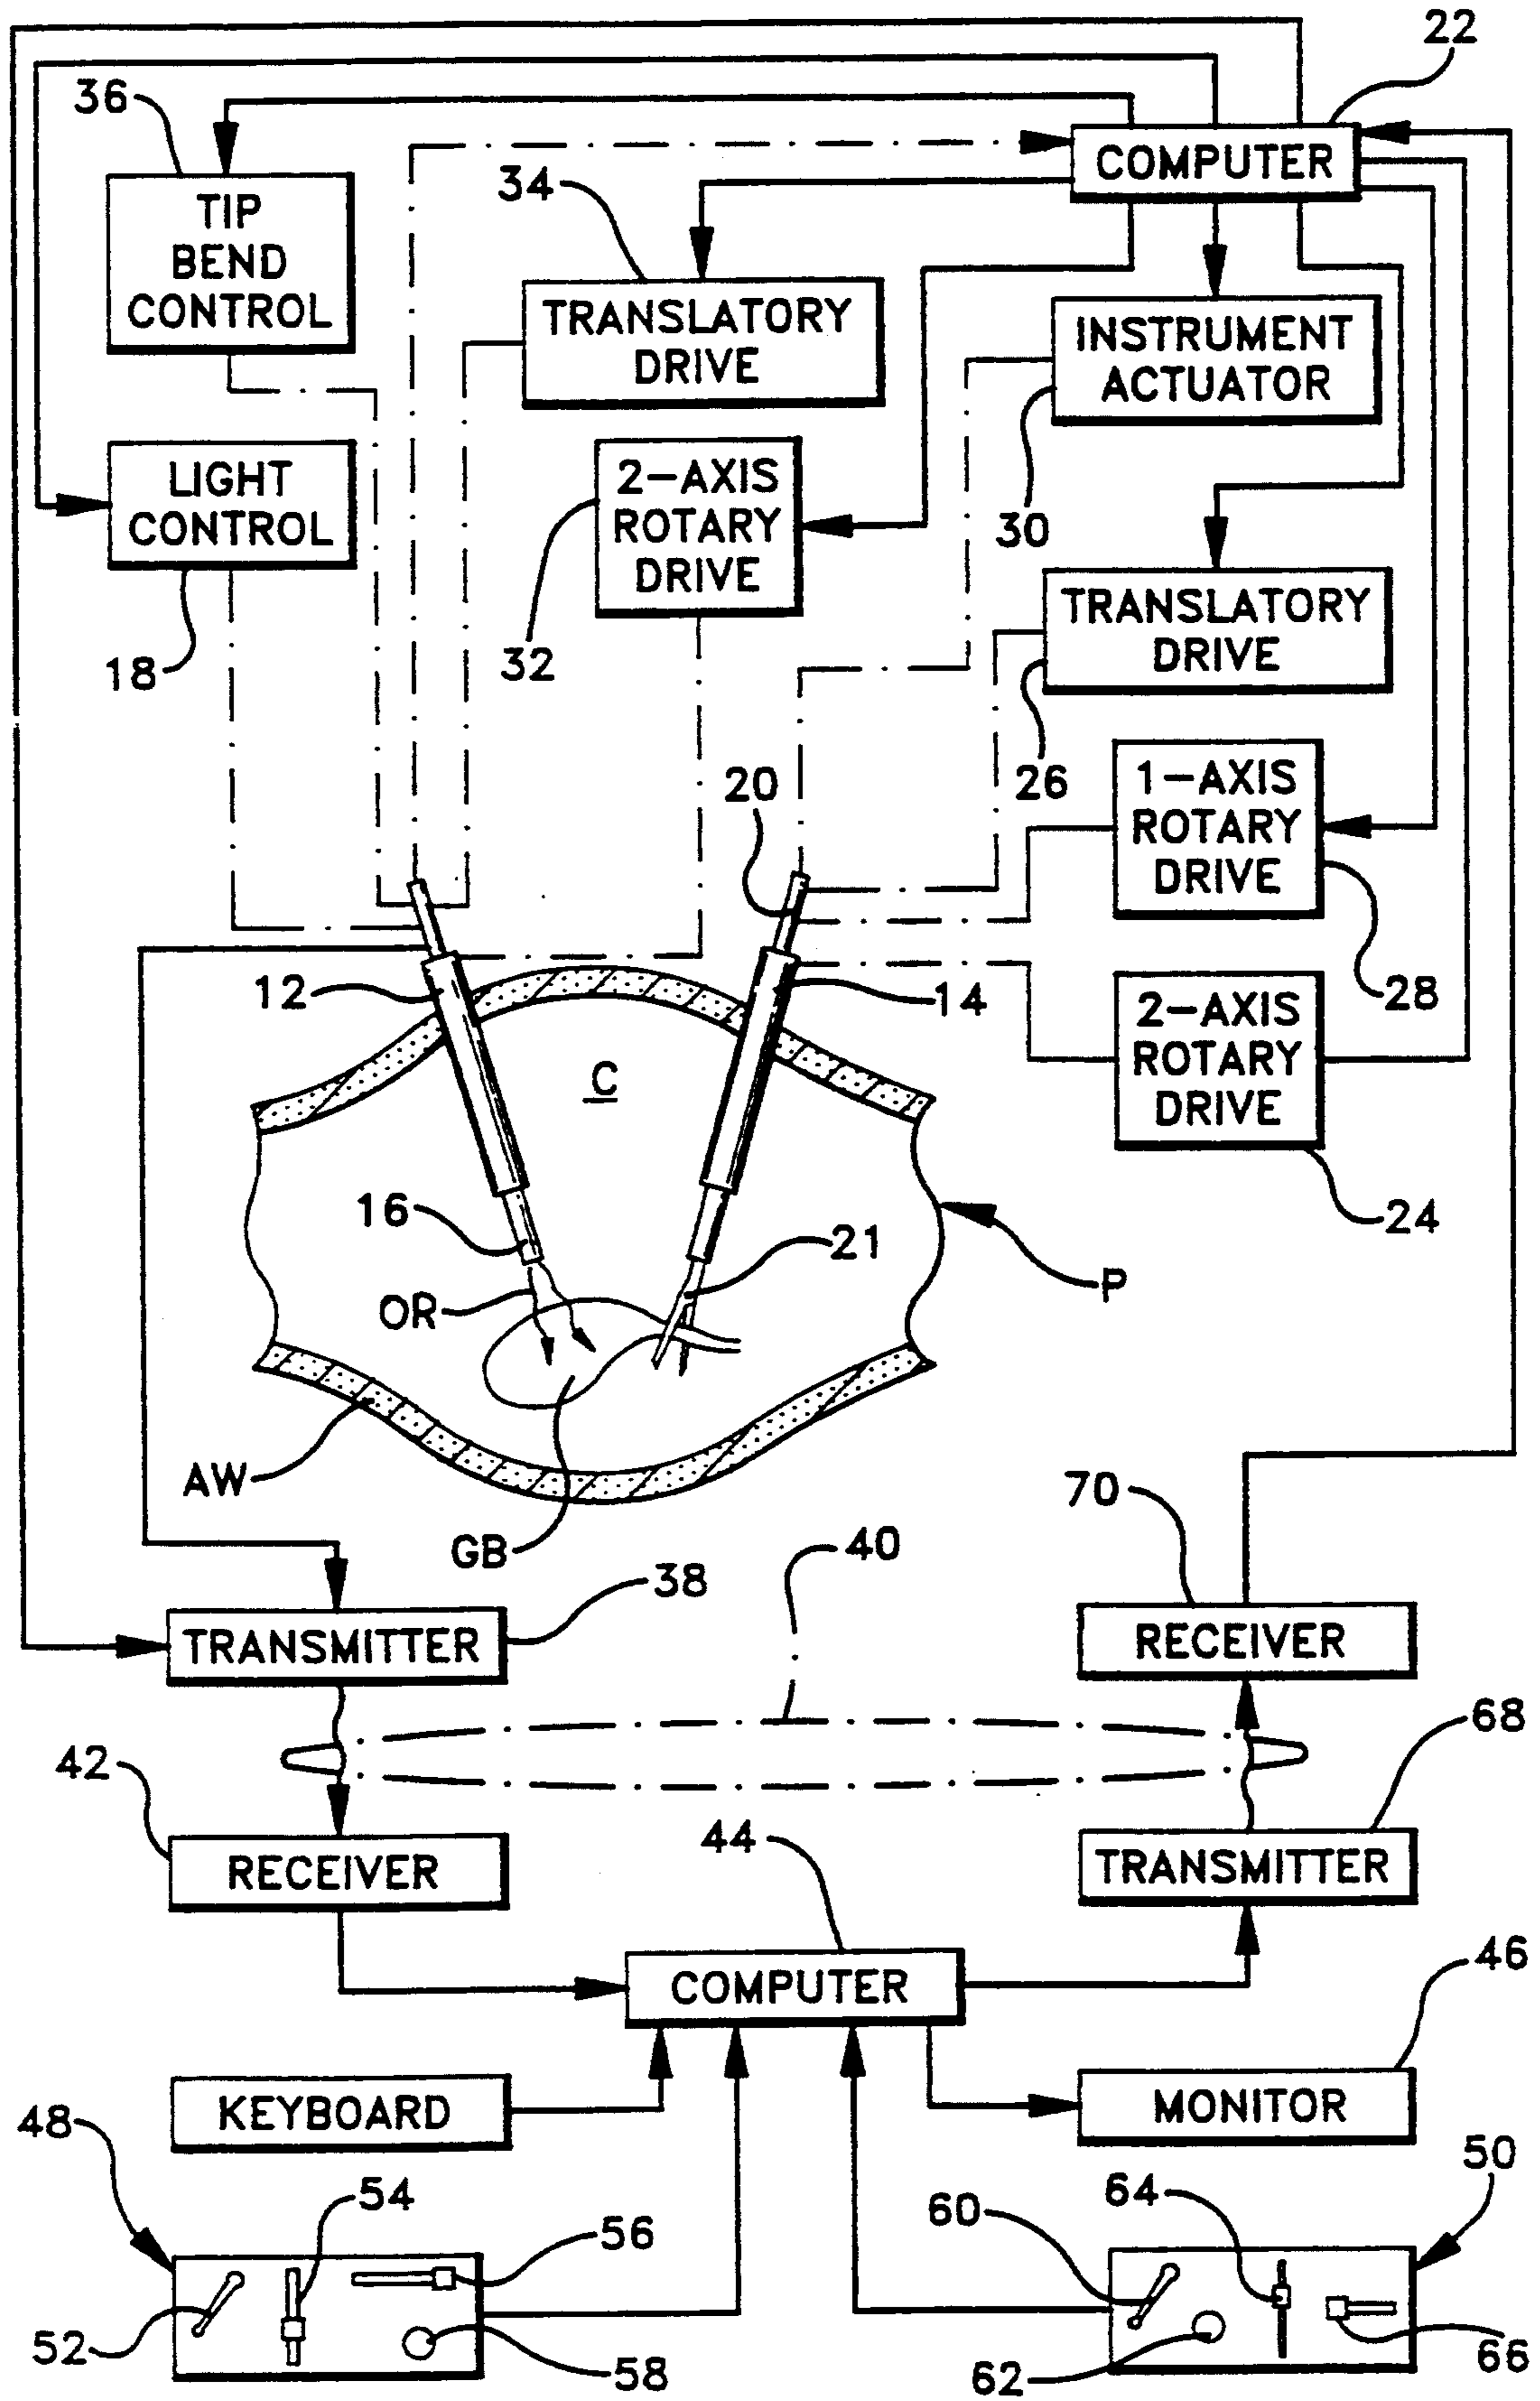 22
36
COMPUTER
34
TIP
BEND
CONTROL
TRANSLATORY
DRIVE
INSTRUMENT
ACTUATOR
LIGHT
CONTROL
2-AXIS
ROTARY
DRIVE
30
TRANSLATORY
DRIVE
18
32
26
20
1-AXIS
ROTARY
DRIVE
12
14
28
2-AXIS
ROTARY
DRIVE
C
16
21
24
OR
P
AW
GB
70
40
38
TRANSMITTER
RECEIVER
68
42
44
RECEIVER
TRANSMITTER
46
COMPUTER
KEYBOARD
MONITOR
48
50
54
64
56
60
52
58
62
66